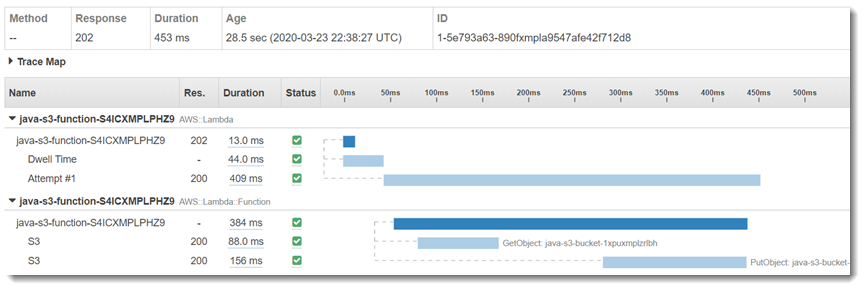 Method Response Duration Age ID
-- 202 453 ms 28.5 sec (2020-03-23 22:38:27 UTC) 1-5e793a63-890fxmpla9547afe42f712d8
Trace Map
Name Res. Duration Status 0.0ms 50ms 100ms 150ms 200ms 250ms 300ms 350ms 400ms 450ms 500ms
java-s3-function-S4ICXMPLPHZ9 AWS::Lambda
java-s3-function-S4ICXMPLPHZ9 202 13.0 ms
Dwell Time - 44.0 ms
Attempt #1 200 409 ms
java-s3-function-S4ICXMPLPHZ9 AWS::Lambda::Function
java-s3-function-S4ICXMPLPHZ9 - 384 ms
S3 200 88.0 ms GetObject: java-s3-bucket-1xpuxmplzrlbh
S3 200 156 ms PutObject: java-s3-bucket-